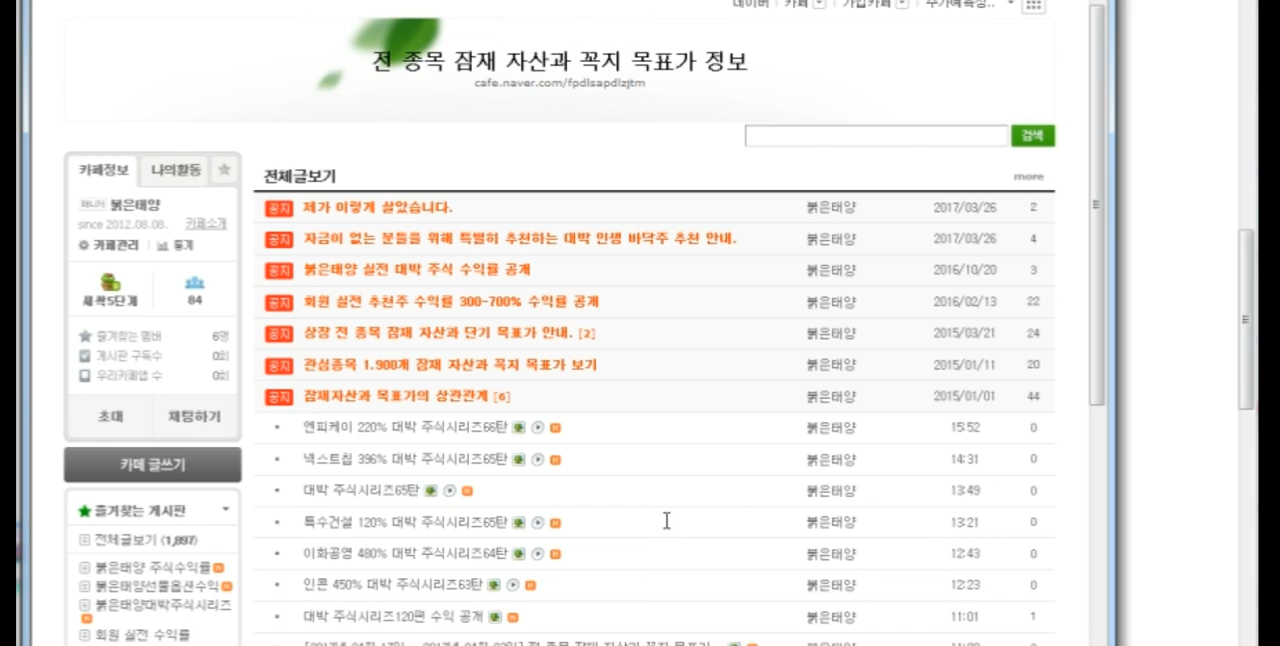 네이버 카페 가입카페
전 종목 잠재 자산과 꼭지 목표가 정보
cafe.naver.com/fpdlsapdlzjtm
검색
카페정보 나의활동
매니저 붉은태양
since 2012.08.08. 카페소개
카페관리 통계
새싹5단계 84
즐겨찾는 멤버 6명
게시판 구독수 0회
우리카페앱 수 0회
초대 채팅하기
카페 글쓰기
즐겨찾는 게시판
전체글보기 (1,897)
붉은태양 주식수익률
붉은태양선물옵션수익
붉은태양대박주식시리즈
회원 실전 수익률
전체글보기 more
공지 제가 이렇게 살았습니다. 붉은태양 2017/03/26 2
공지 자금이 없는 분들을 위해 특별히 추천하는 대박 인생 바닥주 추천 안내. 붉은태양 2017/03/26 4
공지 붉은태양 실전 대박 주식 수익률 공개 붉은태양 2016/10/20 3
공지 회원 실전 추천주 수익률 300-700% 수익률 공개 붉은태양 2016/02/13 22
공지 상장 전 종목 잠재 자산과 단기 목표가 안내. [2] 붉은태양 2015/03/21 24
공지 관심종목 1.900개 잠재 자산과 꼭지 목표가 보기 붉은태양 2015/01/11 20
공지 잠재자산과 목표가의 상관관계 [6] 붉은태양 2015/01/01 44
엔피케이 220% 대박 주식시리즈66탄 붉은태양 15:52 0
넥스트칩 396% 대박 주식시리즈65탄 붉은태양 14:31 0
대박 주식시리즈65탄 붉은태양 13:49 0
특수건설 120% 대박 주식시리즈65탄 붉은태양 13:21 0
이화공영 480% 대박 주식시리즈64탄 붉은태양 12:43 0
인콘 450% 대박 주식시리즈63탄 붉은태양 12:23 0
대박 주식시리즈120편 수익 공개 붉은태양 11:01 1